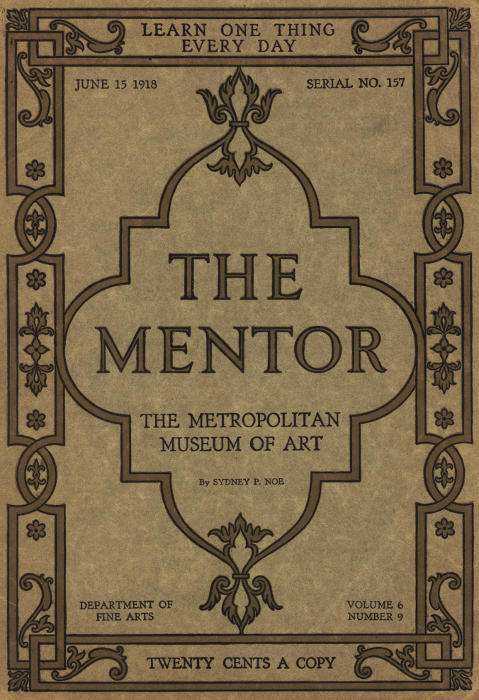 LEARN ONE THING
EVERY DAY
JUNE 15 1918
SERIAL NO. 157
THE
MENTOR
THE METROPOLITAN
MUSEUM OF ART
By SYDNEY P. NOE
DEPARTMENT OF
FINE ARTS
VOLUME 6
NUMBER 9
TWENTY CENTS A COPY